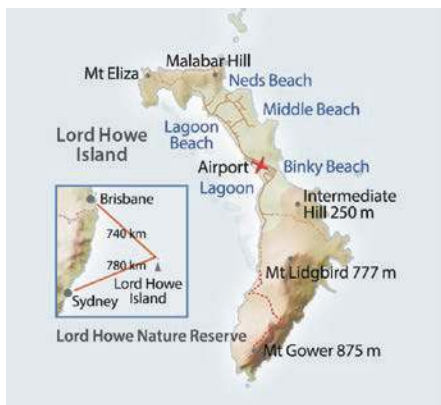 Malabar Hill
Mt Eliza
Neds Beach
Middle Beach
Lagoon
Beach
Lord Howe
Island
Airport
Binky Beach
Lagoon
Intermediate
Hill 250 m
Brisbane
740 km
780 km
Lord Howe
Island
Sydney
Mt Lidgbird 777 m
Lord Howe Nature Reserve
Mt Gower 875 m